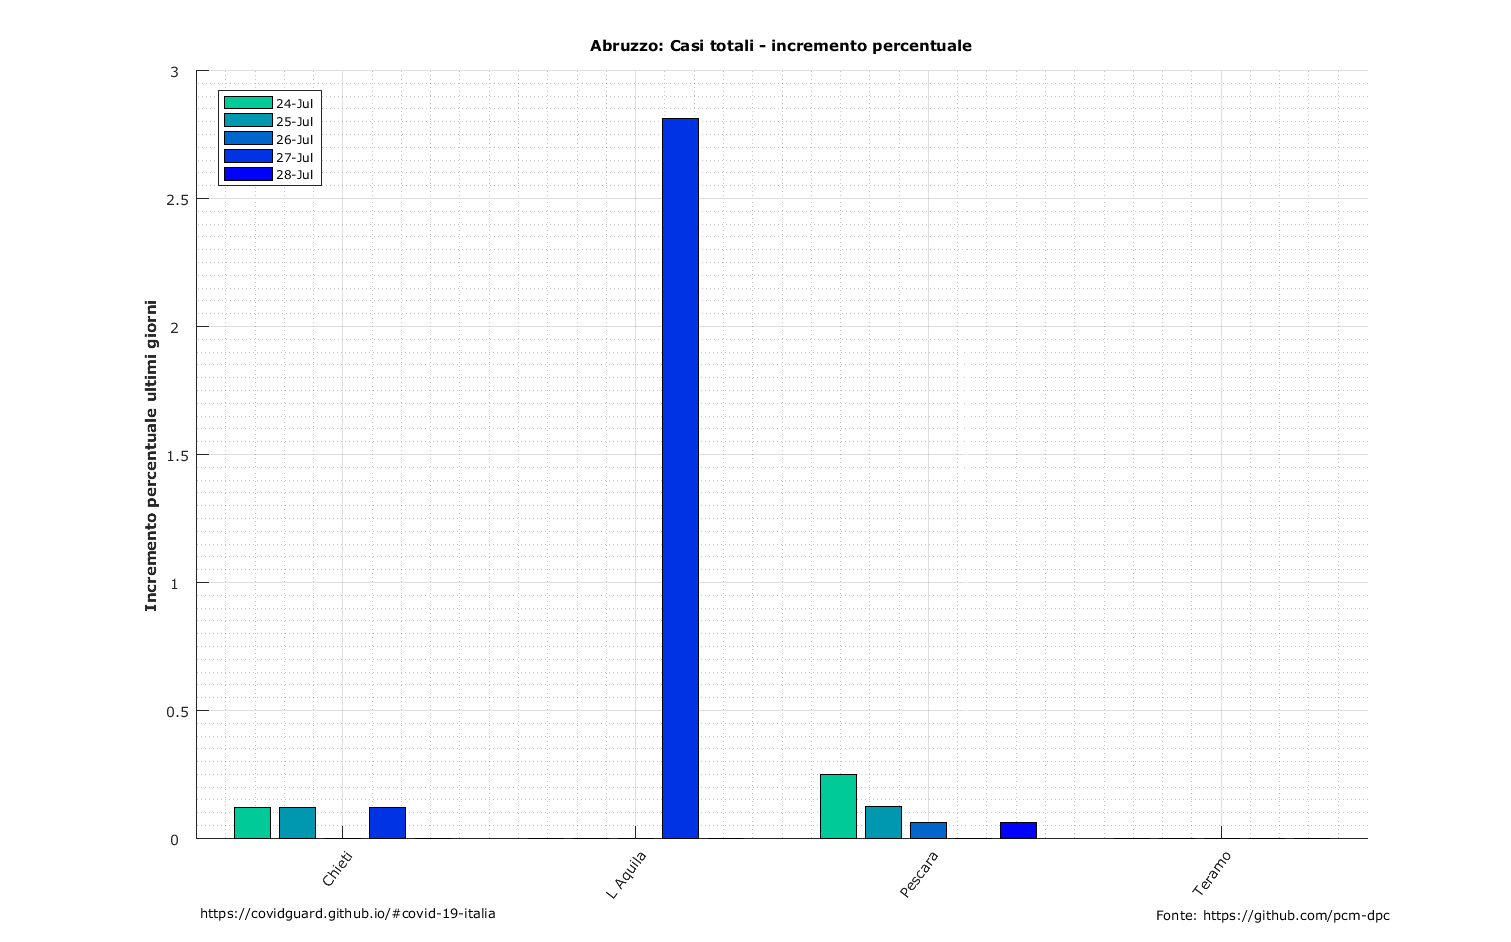 Abruzzo: Casi totali - incremento percentuale
3
2.5
2
1.5
1
0.5
0
Incremento percentuale ultimi giorni
24-Jul
25-Jul
26-Jul
27-Jul
28-Jul
Chieti
L Aquila
Pescara
Teramo
https://covidguard.github.io/#covid-19-italia
Fonte: https://github.com/pcm-dpc